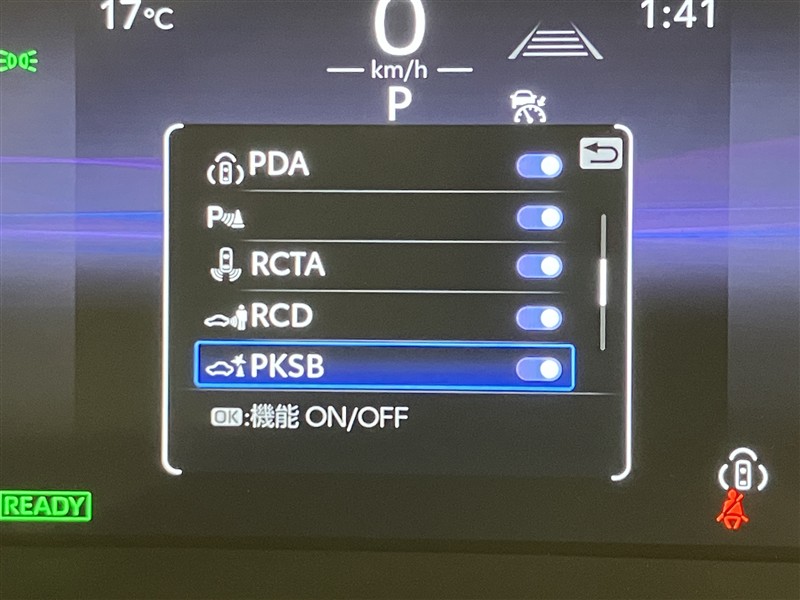 17℃
0
1:41
km/h
P
PDA
P
RCTA
RCD
PKSB
OK:機能 ON/OFF
READY